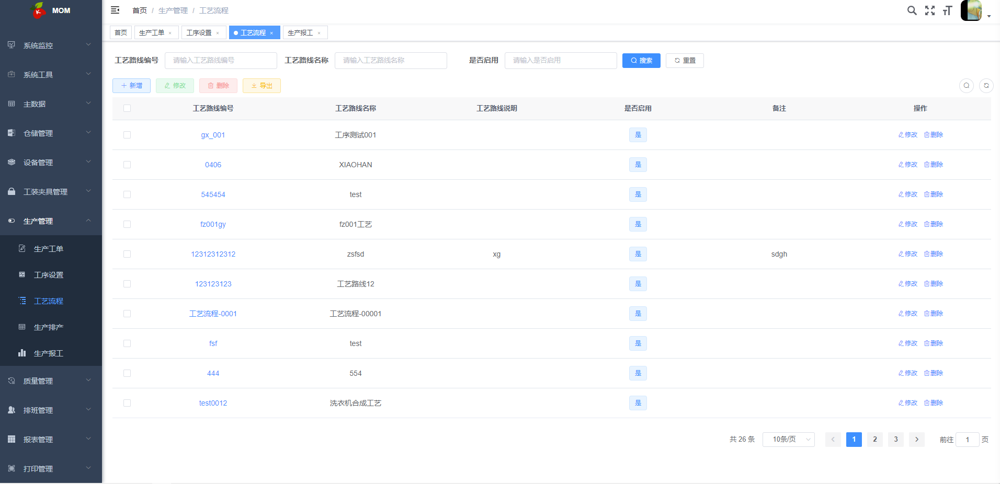 MOM
首页 / 生产管理 / 工艺流程
首页 生产工单 × 工序设置 × 工艺流程 × 生产报工 ×
系统监控
系统工具
主数据
仓储管理
设备管理
工装夹具管理
生产管理
生产工单
工序设置
工艺流程
生产排产
生产报工
质量管理
排班管理
报表管理
打印管理
工艺路线编号 请输入工艺路线编号 工艺路线名称 请输入工艺路线名称 是否启用 请输入是否启用 搜索 重置
新增 修改 删除 导出
工艺路线编号 工艺路线名称 工艺路线说明 是否启用 备注 操作
gx_001 工序测试001 是 修改 删除
0406 XIAOHAN 是 修改 删除
545454 test 是 修改 删除
fz001gy fz001工艺 是 修改 删除
12312312312 zsfsd xg 是 sdgh 修改 删除
123123123 工艺路线12 是 修改 删除
工艺流程-0001 工艺流程-00001 是 修改 删除
fsf test 是 修改 删除
444 554 是 修改 删除
test0012 洗衣机合成工艺 是 修改 删除
共 26 条 10条/页 < 1 2 3 > 前往 1 页